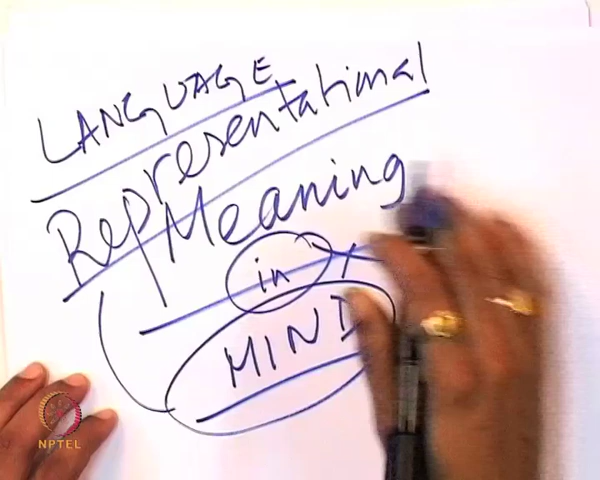 LANGUAGE
Representational
Meaning
in
MIND
NPTEL